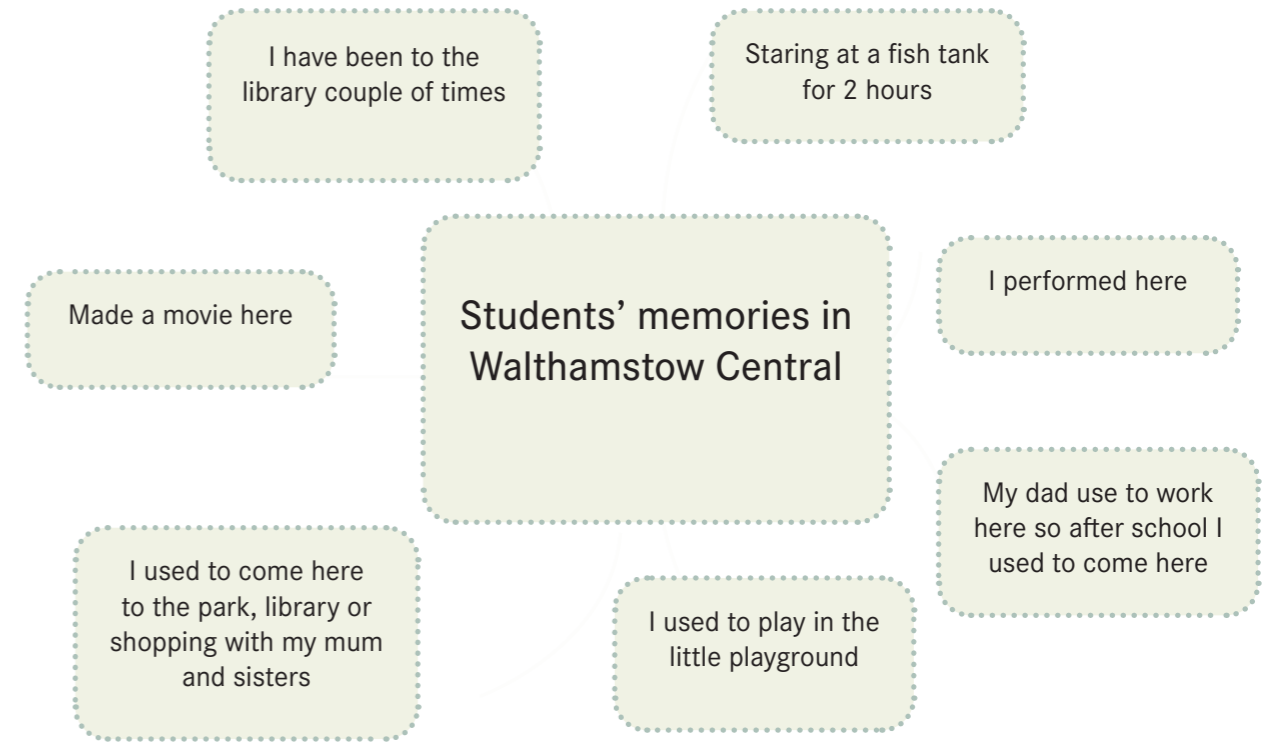 I have been to the
library couple of times
Staring at a fish tank
for 2 hours
Made a movie here
Students’ memories in
Walthamstow Central
I performed here
My dad use to work
here so after school I
used to come here
I used to come here
to the park, library or
shopping with my mum
and sisters
I used to play in the
little playground